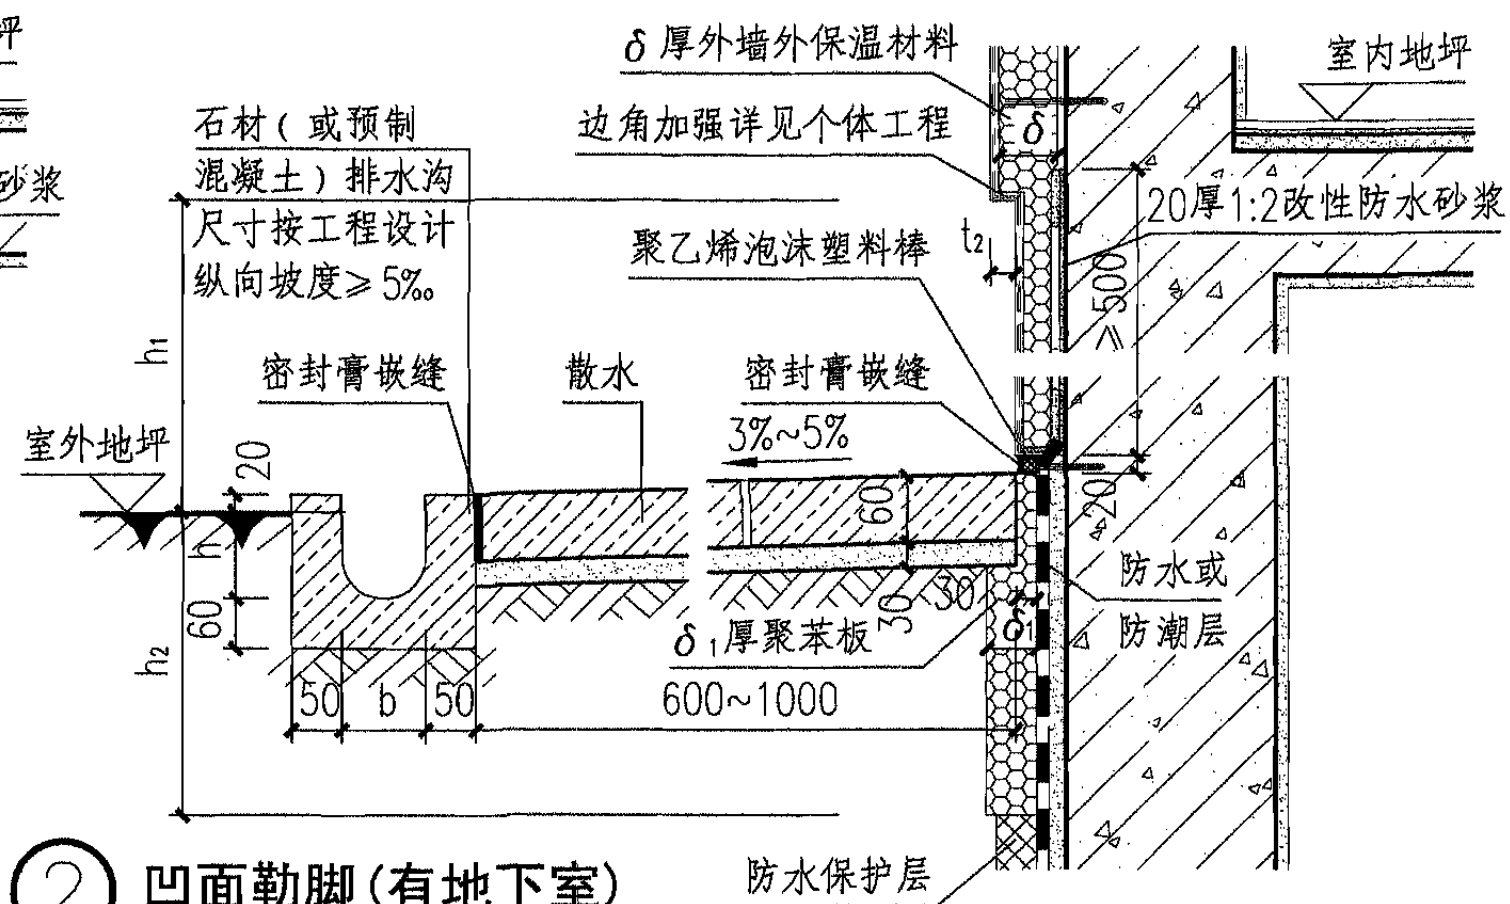 坪
砂浆
δ 厚外墙外保温材料
室内地坪
石材（或预制
混凝土）排水沟
尺寸按工程设计
纵向坡度≥5‰
边角加强详见个体工程
δ
20厚1:2改性防水砂浆
聚乙烯泡沫塑料棒
t₂
≥500
h₁
密封膏嵌缝
散水
密封膏嵌缝
3%~5%
室外地坪
20
60
20
h
60
30
30
防水或
防潮层
δ₁厚聚苯板
δ₁
h₂
50
b
50
600~1000
2
凹面勒脚(有地下室)
防水保护层